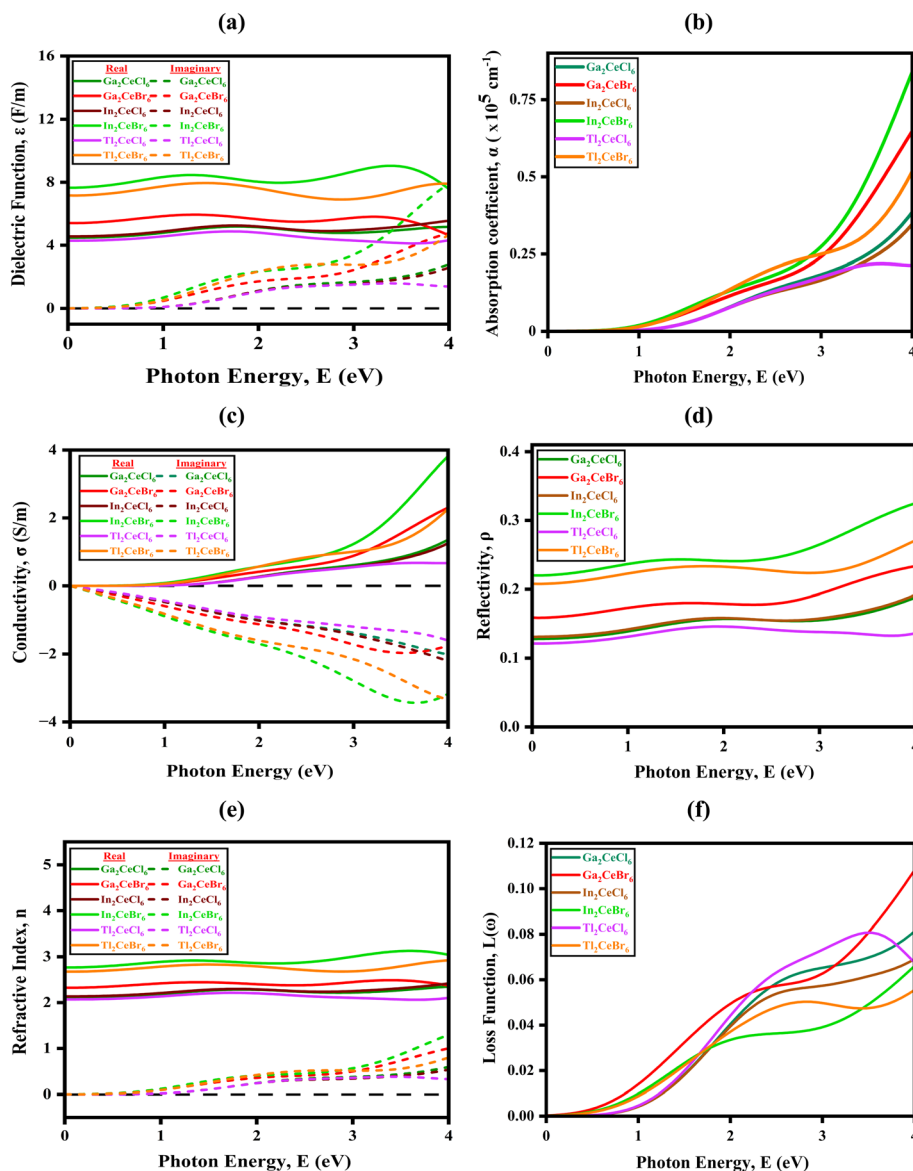 (a)
Dielectric Function, ε (F/m)
16
12
8
4
0
Real Imaginary
Ga₂CeCl₆ Ga₂CeCl₆
Ga₂CeBr₆ Ga₂CeBr₆
In₂CeCl₆ In₂CeCl₆
In₂CeBr₆ In₂CeBr₆
Tl₂CeCl₆ Tl₂CeCl₆
Tl₂CeBr₆ Tl₂CeBr₆
0 1 2 3 4
Photon Energy, E (eV)
(b)
Absorption coefficient, α ( x10⁵ cm⁻¹)
0.75
0.5
0.25
0
Ga₂CeCl₆
Ga₂CeBr₆
In₂CeCl₆
In₂CeBr₆
Tl₂CeCl₆
Tl₂CeBr₆
0 1 2 3 4
Photon Energy, E (eV)
(c)
Conductivity, σ (S/m)
4
2
0
−2
−4
Real Imaginary
Ga₂CeCl₆ Ga₂CeCl₆
Ga₂CeBr₆ Ga₂CeBr₆
In₂CeCl₆ In₂CeCl₆
In₂CeBr₆ In₂CeBr₆
Tl₂CeCl₆ Tl₂CeCl₆
Tl₂CeBr₆ Tl₂CeBr₆
0 1 2 3 4
Photon Energy (eV)
(d)
Reflectivity, ρ
0.4
0.3
0.2
0.1
0.0
Ga₂CeCl₆
Ga₂CeBr₆
In₂CeCl₆
In₂CeBr₆
Tl₂CeCl₆
Tl₂CeBr₆
0 1 2 3 4
Photon Energy, E (eV)
(e)
Refractive Index, n
5
4
3
2
1
0
Real Imaginary
Ga₂CeCl₆ Ga₂CeCl₆
Ga₂CeBr₆ Ga₂CeBr₆
In₂CeCl₆ In₂CeCl₆
In₂CeBr₆ In₂CeBr₆
Tl₂CeCl₆ Tl₂CeCl₆
Tl₂CeBr₆ Tl₂CeBr₆
0 1 2 3 4
Photon Energy, E (eV)
(f)
Loss Function, L(ω)
0.12
0.10
0.08
0.06
0.04
0.02
0.00
Ga₂CeCl₆
Ga₂CeBr₆
In₂CeCl₆
In₂CeBr₆
Tl₂CeCl₆
Tl₂CeBr₆
0 1 2 3 4
Photon Energy, E (eV)